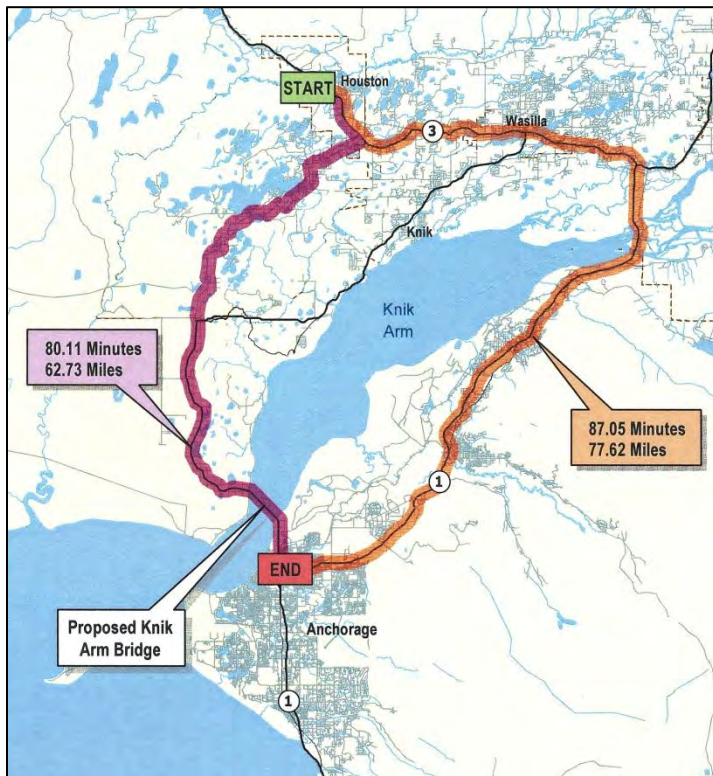 Houston
START
3
Wasilla
Knik
Knik
Arm
80.11 Minutes
62.73 Miles
87.05 Minutes
77.62 Miles
1
END
Proposed Knik
Arm Bridge
Anchorage
1